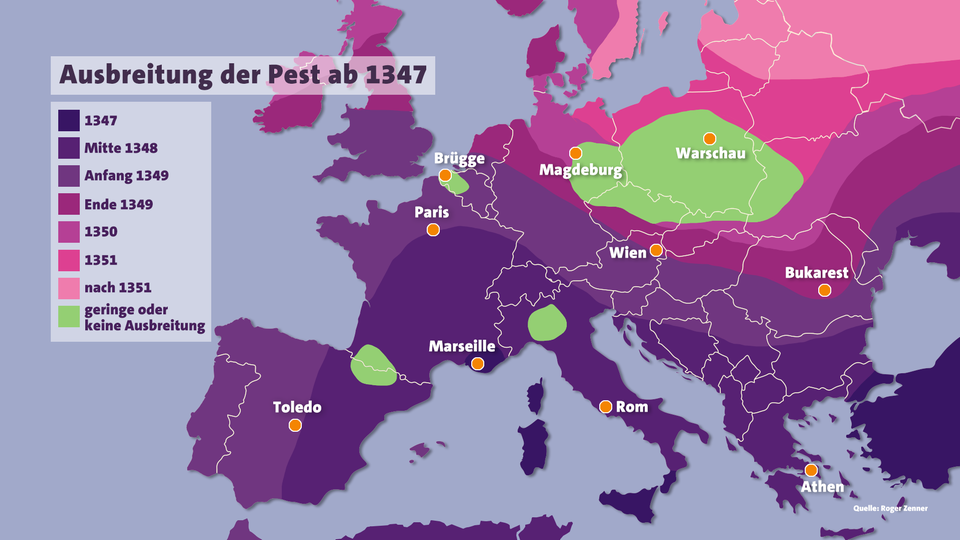 Ausbreitung der Pest ab 1347
1347
Mitte 1348
Anfang 1349
Ende 1349
1350
1351
nach 1351
geringe oder
keine Ausbreitung
Brügge
Magdeburg
Warschau
Paris
Wien
Bukarest
Marseille
Toledo
Rom
Athen
Quelle: Roger Zenner